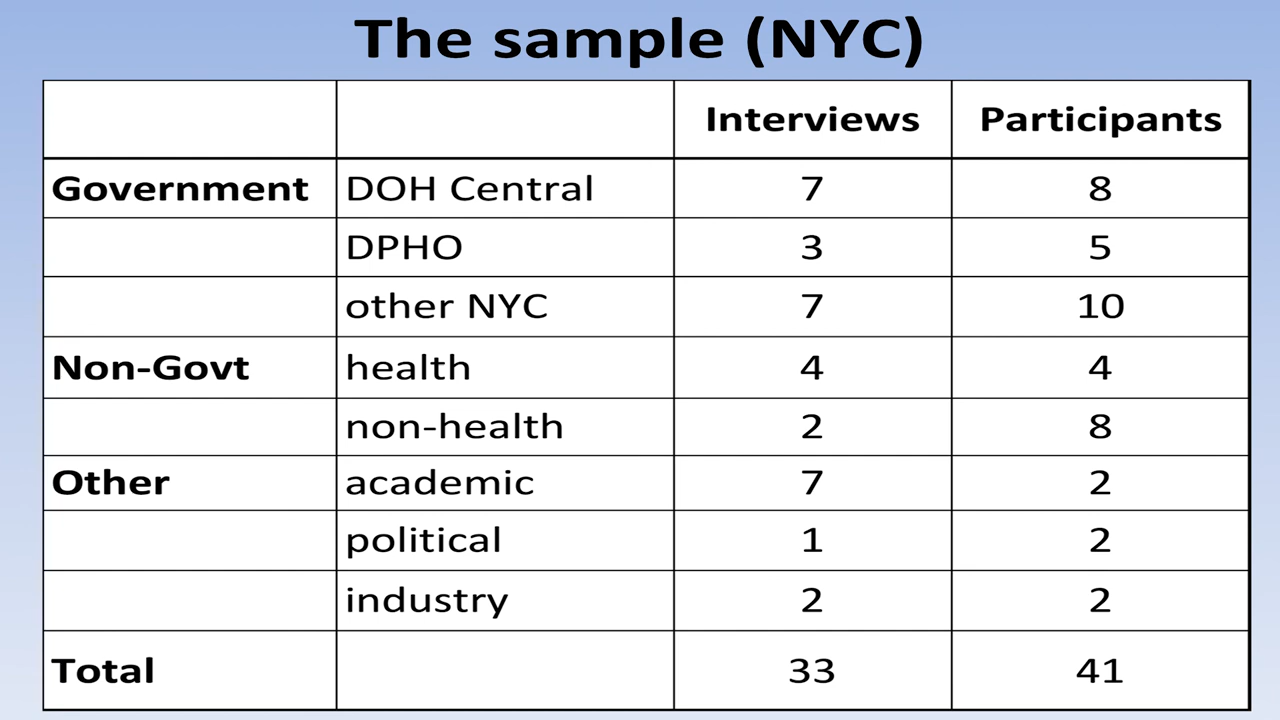 The sample (NYC)
Interviews Participants
Government DOH Central 7 8
DPHO 3 5
other NYC 7 10
Non-Govt health 4 4
non-health 2 8
Other academic 7 2
political 1 2
industry 2 2
Total 33 41